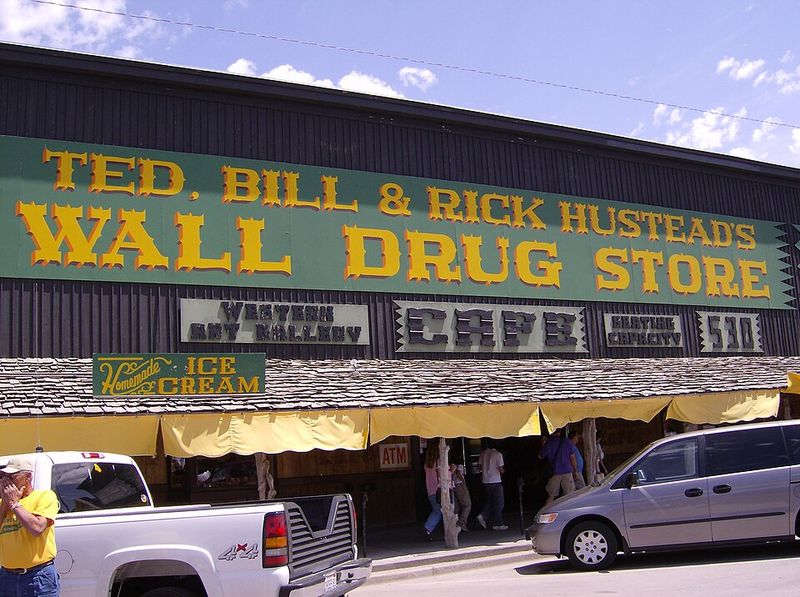 TED, BILL & RICK HUSTEAD'S
WALL DRUG STORE
WESTERN
ART GALLERY
CAFE
SEATING
CAPACITY
530
Homemade ICE
CREAM
ATM
CAFE
4X4